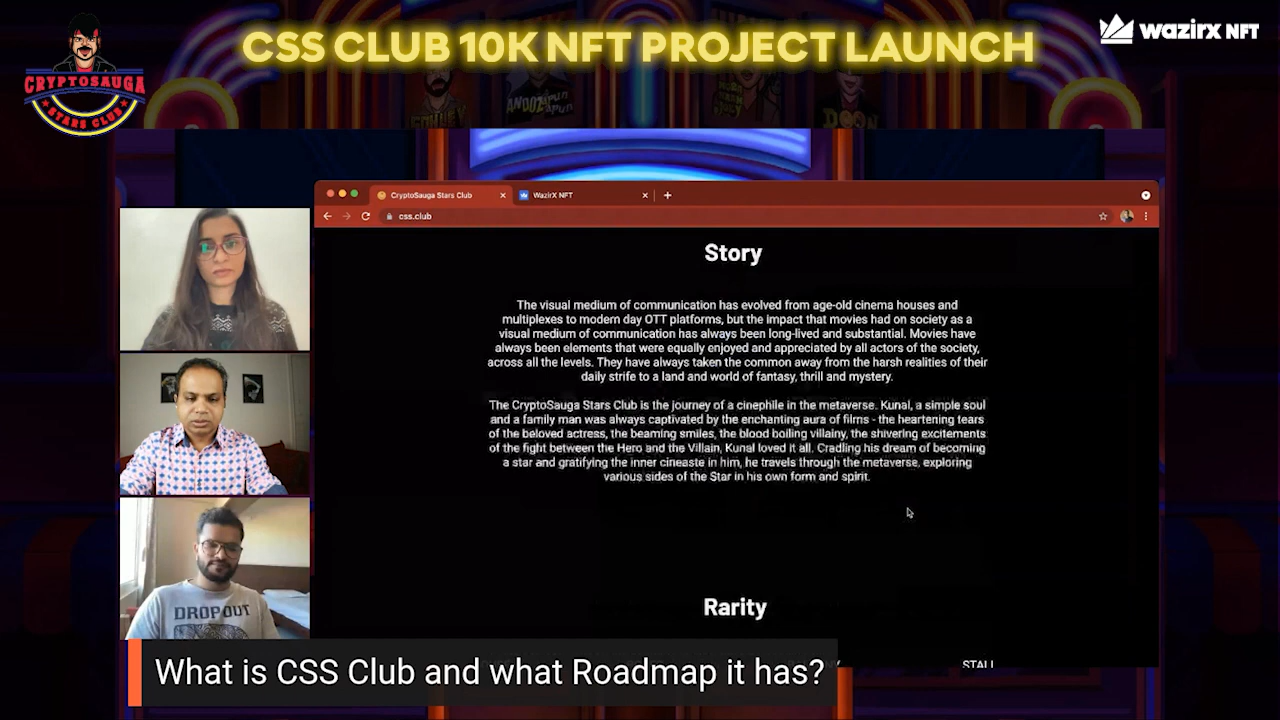 CSS CLUB 10K NFT PROJECT LAUNCH
wazirx NFT
CRYPTOSAUGA
STARS CLUB
CryptoSauga Stars Club
WazirX NFT
css.club
Story
The visual medium of communication has evolved from age-old cinema houses and
multiplexes to modern day OTT platforms, but the impact that movies had on society as a
visual medium of communication has always been long-lived and substantial. Movies have
always been elements that were equally enjoyed and appreciated by all actors of the society,
across all the levels. They have always taken the common away from the harsh realities of their
daily strife to a land and world of fantasy, thrill and mystery.
The CryptoSauga Stars Club is the journey of a cinephile in the metaverse. Kunal, a simple soul
and a family man was always captivated by the enchanting aura of films - the heartening tears
of the beloved actress, the beaming smiles, the blood boiling villainy, the shivering excitements
of the fight between the Hero and the Villain, Kunal loved it all. Cradling his dream of becoming
a star and gratifying the inner cineaste in him, he travels through the metaverse, exploring
various sides of the Star in his own form and spirit.
Rarity
DROPOUT
What is CSS Club and what Roadmap it has?